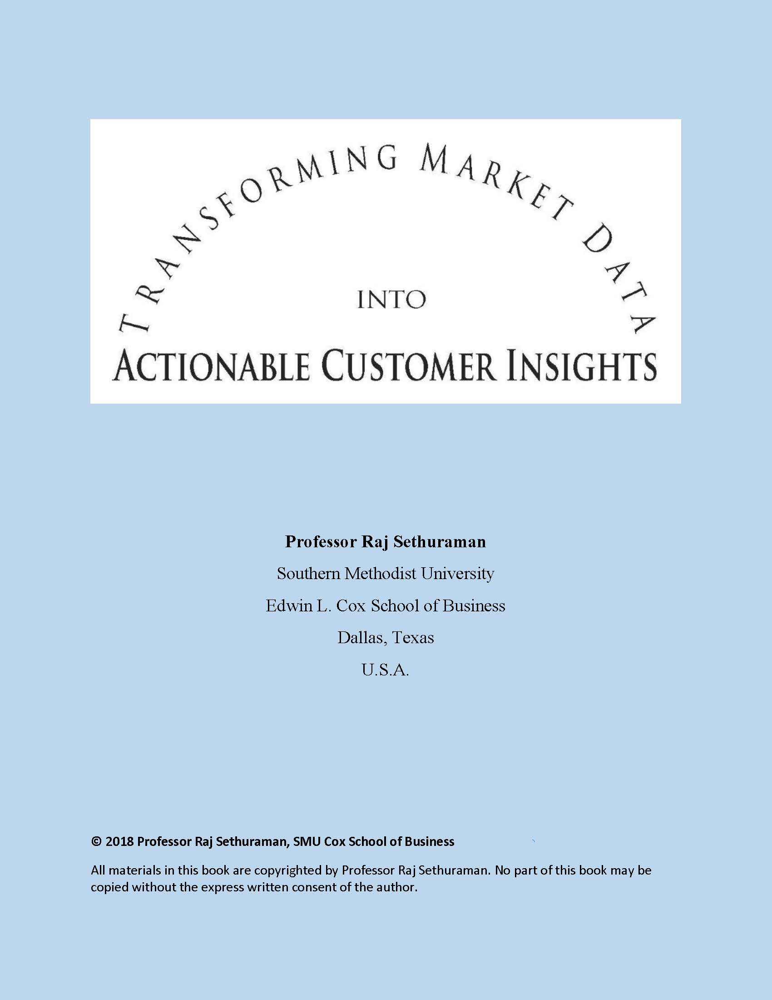 TRANSFORMING MARKET DATA
INTO
ACTIONABLE CUSTOMER INSIGHTS
Professor Raj Sethuraman
Southern Methodist University
Edwin L. Cox School of Business
Dallas, Texas
U.S.A.
© 2018 Professor Raj Sethuraman, SMU Cox School of Business
All materials in this book are copyrighted by Professor Raj Sethuraman. No part of this book may be
copied without the express written consent of the author.